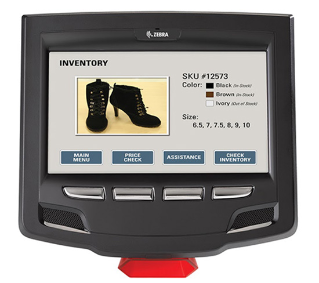 ZEBRA
INVENTORY
SKU #12573
Color: Black (In Stock)
Brown (In Stock)
Ivory (Out of Stock)
Size:
6.5, 7, 7.5, 8, 9, 10
MAIN MENU
PRICE CHECK
ASSISTANCE
CHECK INVENTORY